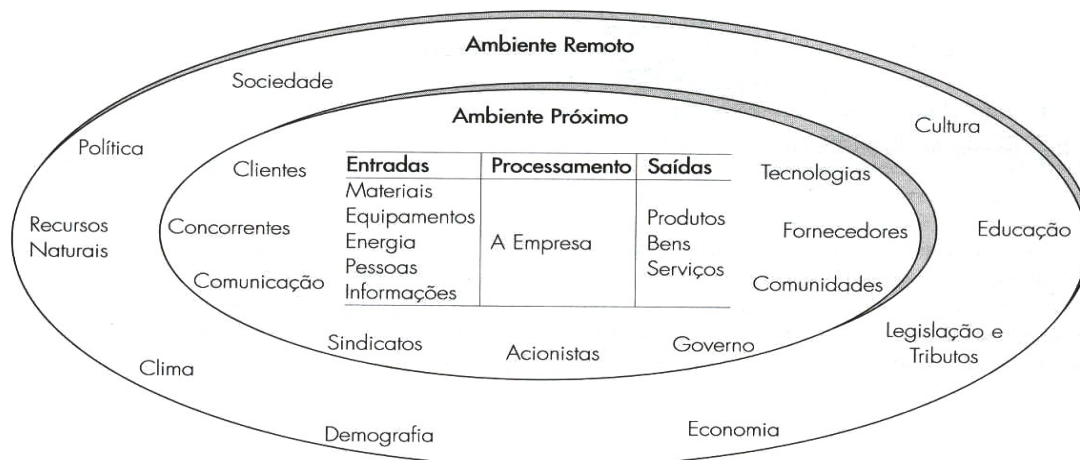 Ambiente Remoto
Sociedade
Cultura
Política
Recursos
Naturais
Educação
Legislação e
Tributos
Clima
Demografia
Economia
Ambiente Próximo
Clientes
Concorrentes
Comunicação
Sindicatos
Acionistas
Governo
Tecnologias
Fornecedores
Comunidades
Entradas Processamento Saídas
Materiais
Equipamentos
Energia
Pessoas
Informações
A Empresa
Produtos
Bens
Serviços